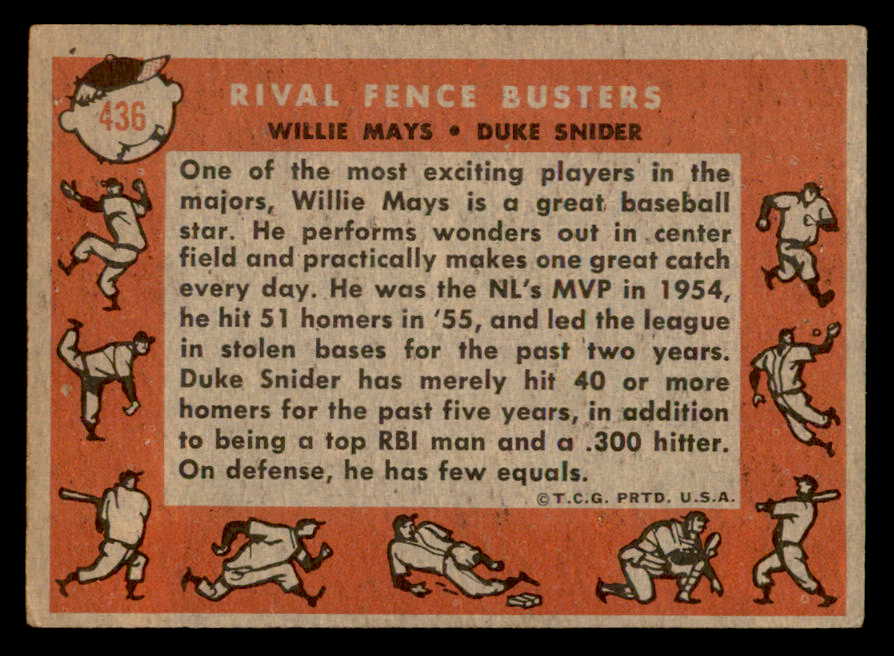 436
RIVAL FENCE BUSTERS
WILLIE MAYS • DUKE SNIDER
One of the most exciting players in the
majors, Willie Mays is a great baseball
star. He performs wonders out in center
field and practically makes one great catch
every day. He was the NL's MVP in 1954,
he hit 51 homers in '55, and led the league
in stolen bases for the past two years.
Duke Snider has merely hit 40 or more
homers for the past five years, in addition
to being a top RBI man and a .300 hitter.
On defense, he has few equals.
©T.C.G. PRTD. U.S.A.